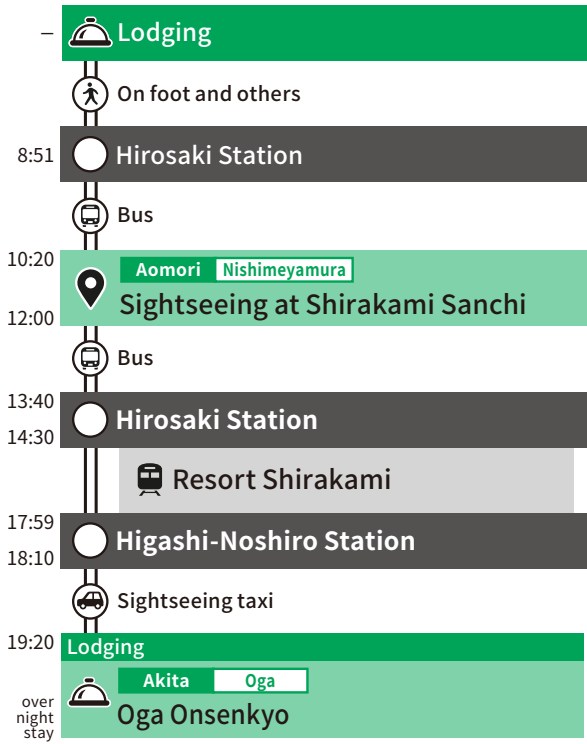 –
Lodging
On foot and others
8:51 Hirosaki Station
Bus
10:20
Aomori Nishimeyamura
Sightseeing at Shirakami Sanchi
12:00
Bus
13:40
Hirosaki Station
14:30
Resort Shirakami
17:59
Higashi-Noshiro Station
18:10
Sightseeing taxi
19:20 Lodging
Akita Oga
Oga Onsenkyo
over
night
stay